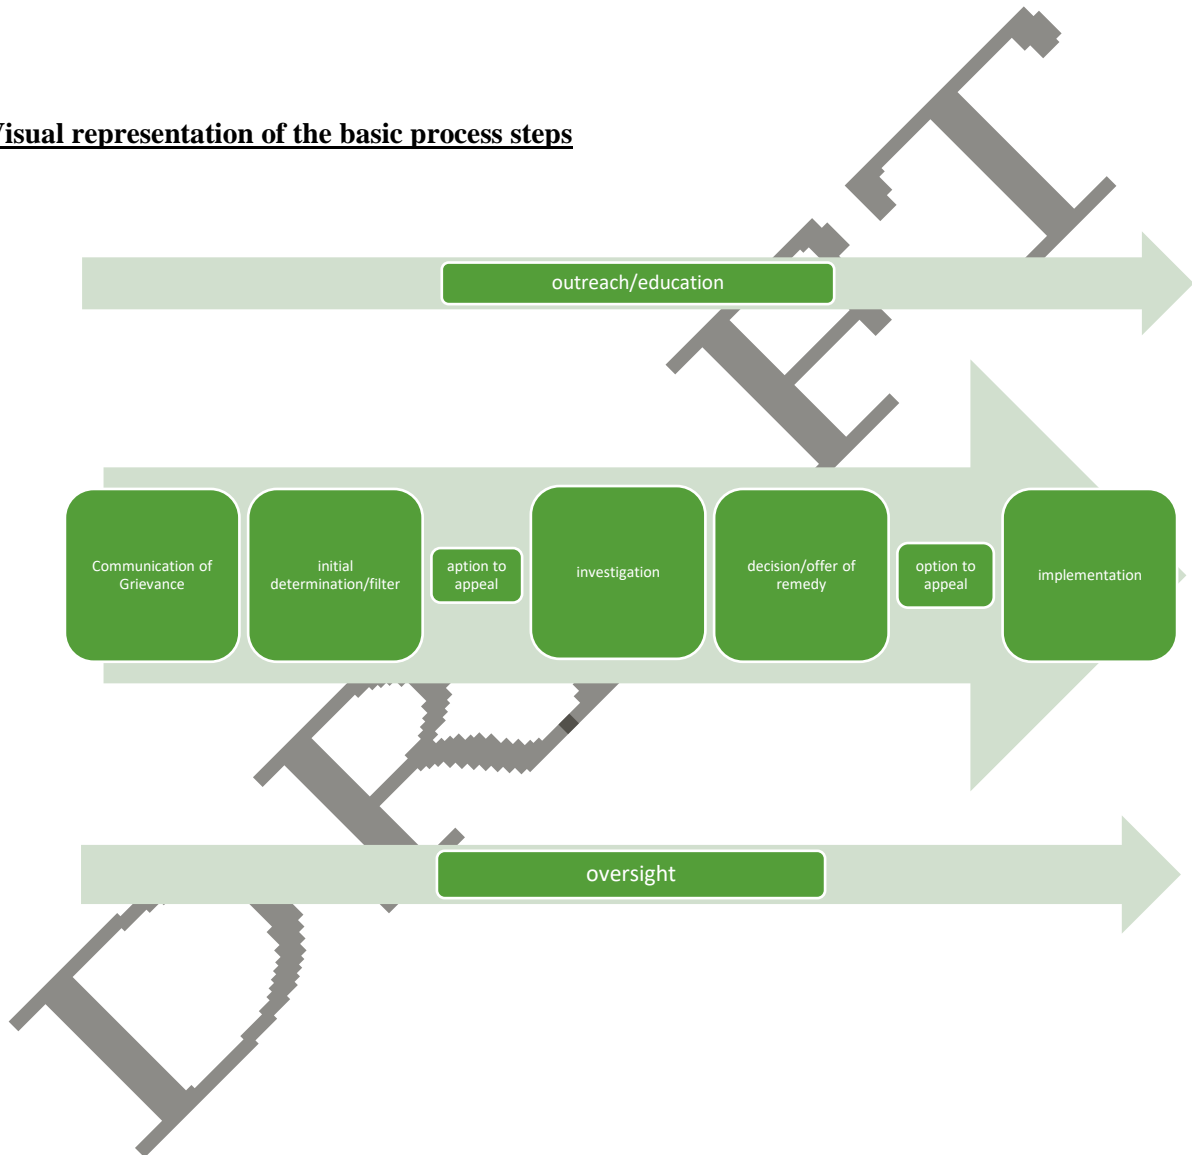 Visual representation of the basic process steps
outreach/education
Communication of
Grievance
initial
determination/filter
aption to
appeal
investigation
decision/offer of
remedy
option to
appeal
implementation
oversight
DRAFT